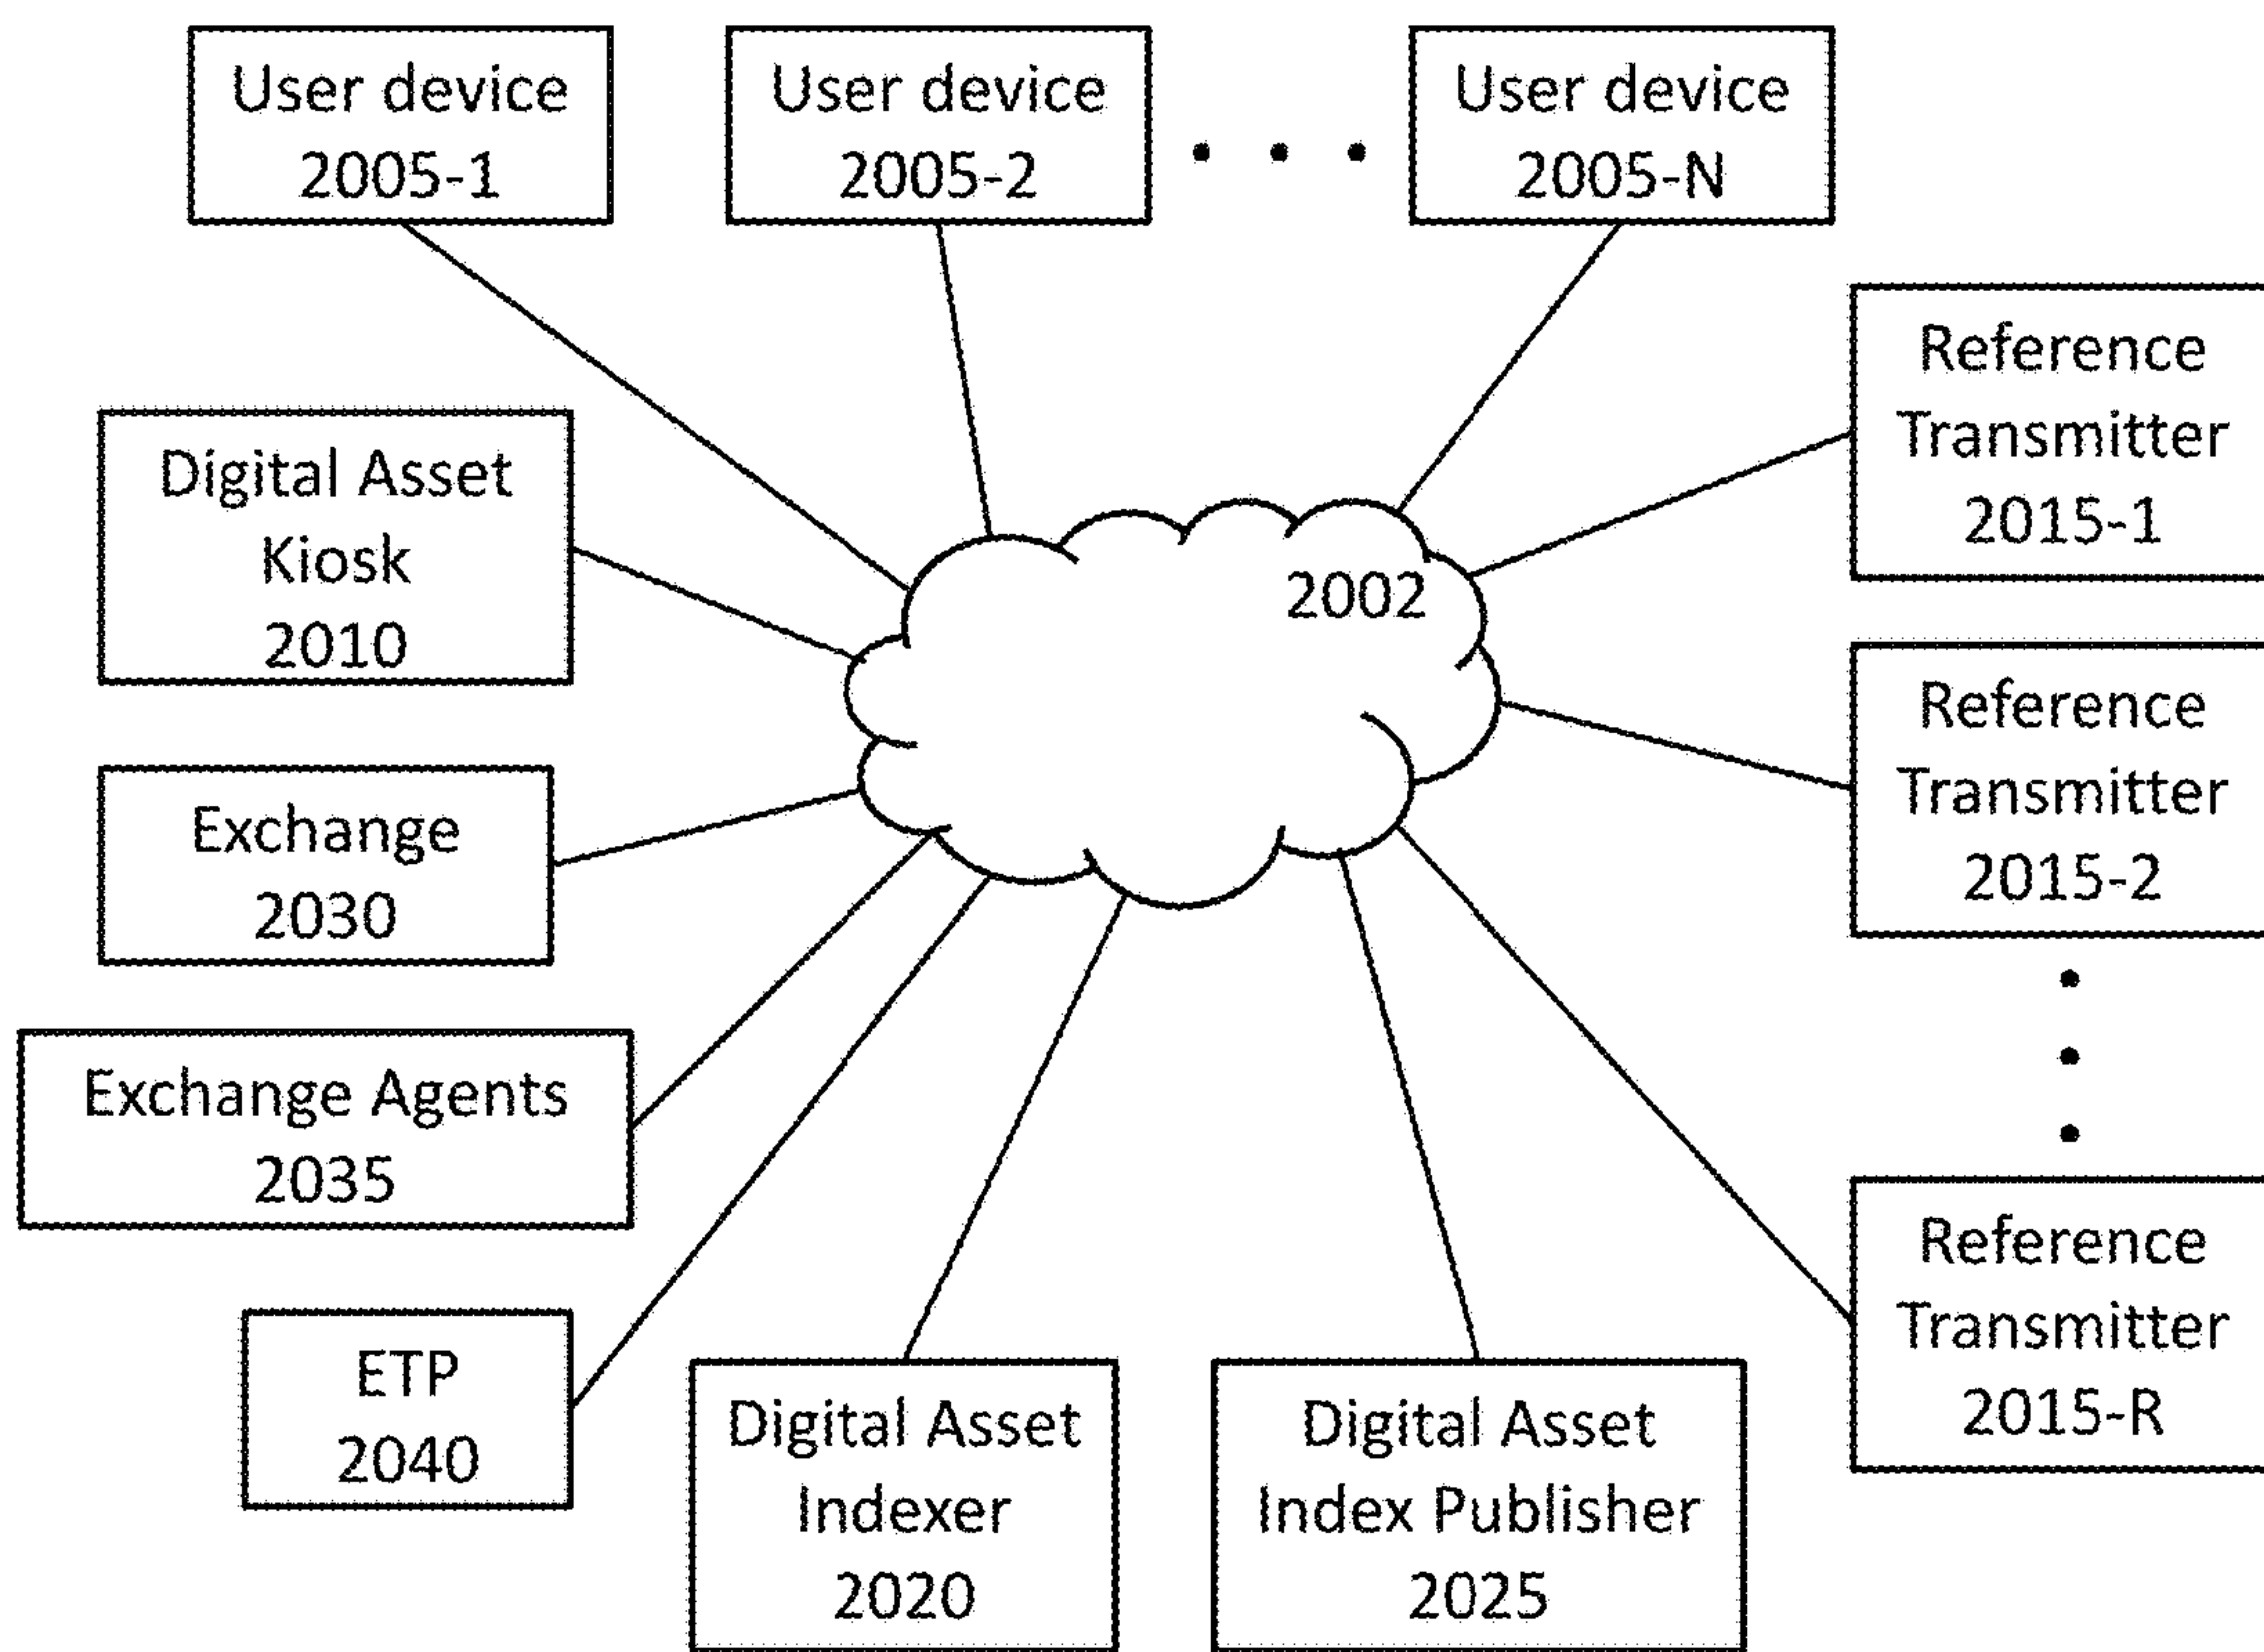 User device
2005-1
User device
2005-2
User device
2005-N
Reference
Transmitter
2015-1
Digital Asset
Kiosk
2010
2002
Reference
Transmitter
2015-2
Exchange
2030
Exchange Agents
2035
Reference
Transmitter
2015-R
ETP
2040
Digital Asset
Indexer
2020
Digital Asset
Index Publisher
2025